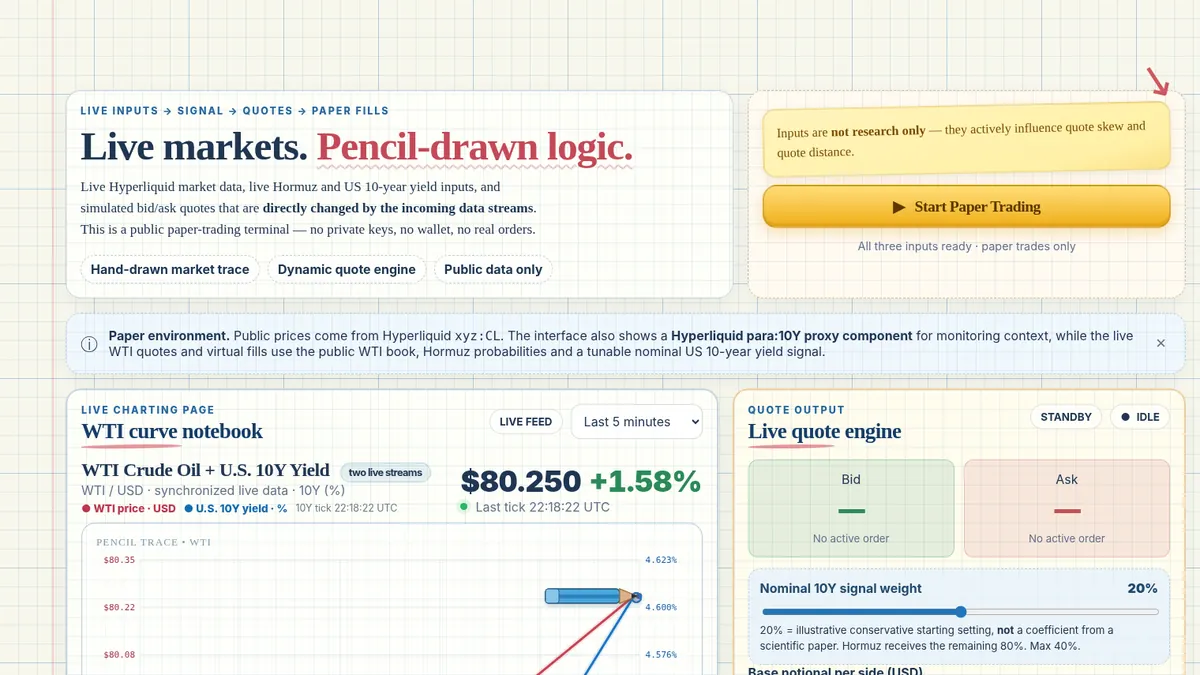 LIVE INPUTS → SIGNAL → QUOTES → PAPER FILLS
Live markets. Pencil-drawn logic.
Live Hyperliquid market data, live Hormuz and US 10-year yield inputs, and
simulated bid/ask quotes that are directly changed by the incoming data streams.
This is a public paper-trading terminal — no private keys, no wallet, no real orders.
Hand-drawn market trace
Dynamic quote engine
Public data only
Inputs are not research only — they actively influence quote skew and
quote distance.
▶ Start Paper Trading
All three inputs ready · paper trades only
Paper environment. Public prices come from Hyperliquid xyz:CL. The interface also shows a Hyperliquid para:10Y proxy component for monitoring context, while the live
WTI quotes and virtual fills use the public WTI book, Hormuz probabilities and a tunable nominal US 10-year yield signal.
LIVE CHARTING PAGE
WTI curve notebook
LIVE FEED
Last 5 minutes
WTI Crude Oil + U.S. 10Y Yield
two live streams
WTI / USD · synchronized live data · 10Y (%)
WTI price · USD
U.S. 10Y yield · %
10Y tick 22:18:22 UTC
$80.250 +1.58%
Last tick 22:18:22 UTC
PENCIL TRACE • WTI
$80.35
4.623%
$80.22
4.600%
$80.08
4.576%
QUOTE OUTPUT
Live quote engine
STANDBY
IDLE
Bid
—
No active order
Ask
—
No active order
Nominal 10Y signal weight
20%
20% = illustrative conservative starting setting, not a coefficient from a
scientific paper. Hormuz receives the remaining 80%. Max 40%.
Base notional per side (USD)